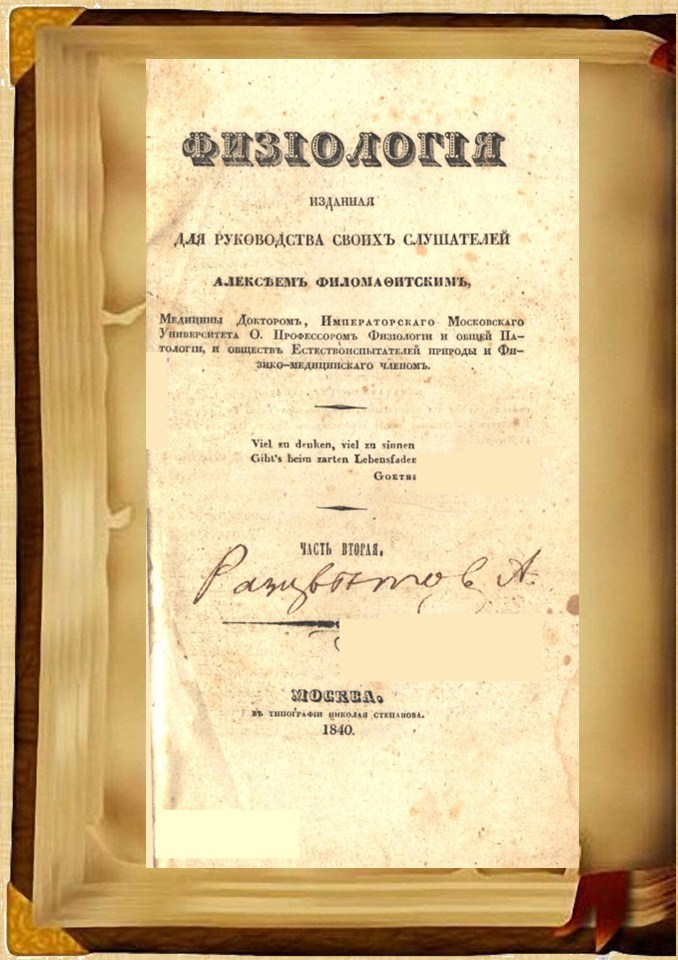 ФИЗІОЛОГІЯ
ИЗДАННАЯ
ДЛЯ РУКОВОДСТВА СВОИХЪ СЛУШАТЕЛЕЙ
АЛЕКСѢЕМЪ ФИЛОМАѲИТСКИМЪ,
Медицины Докторомъ, Императорскаго Московскаго
Университета О. Профессоромъ Физіологіи и общей Па-
тологіи, и обществъ Естествоиспытателей природы и Фи-
зико-медицинскаго членомъ.
Viel zu denken, viel zu sinnen
Gibt's beim zarten Lebensfaden
Goethe
ЧАСТЬ ВТОРАЯ.
МОСКВА.
ВЪ ТИПОГРАФІИ НИКОЛАЯ СТЕПАНОВА.
1840.